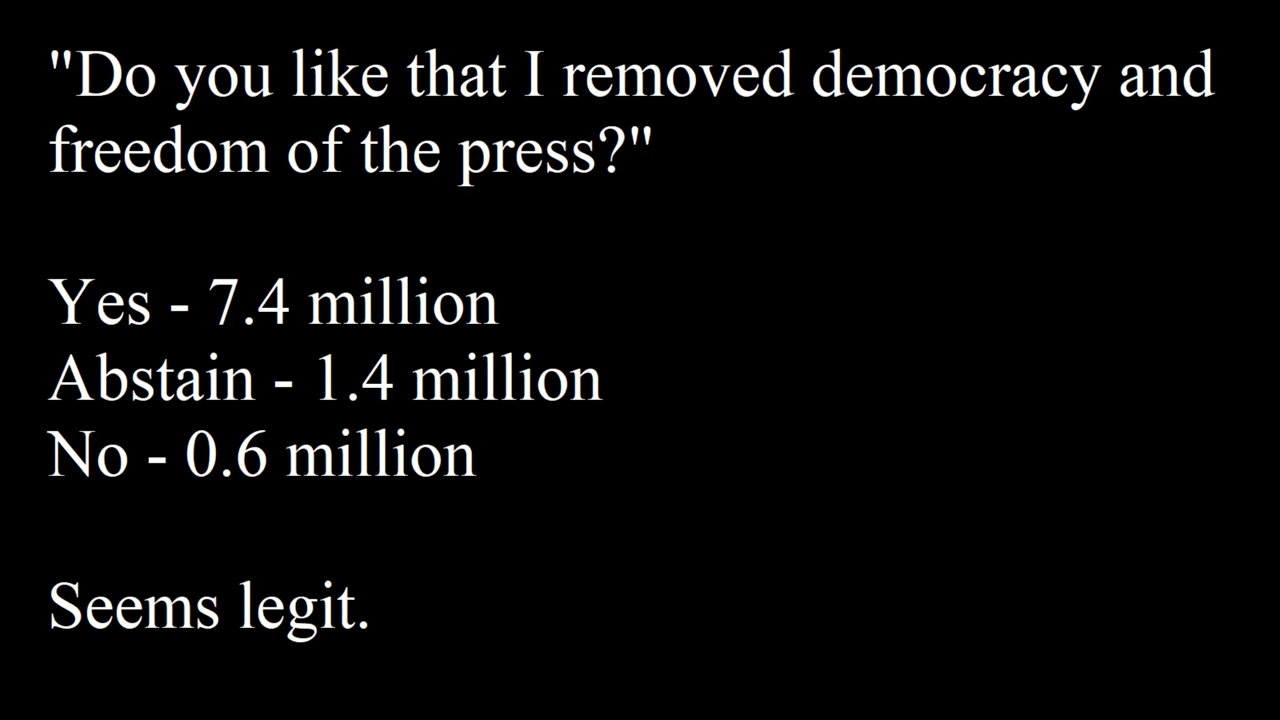 "Do you like that I removed democracy and
freedom of the press?"
Yes - 7.4 million
Abstain - 1.4 million
No - 0.6 million
Seems legit.